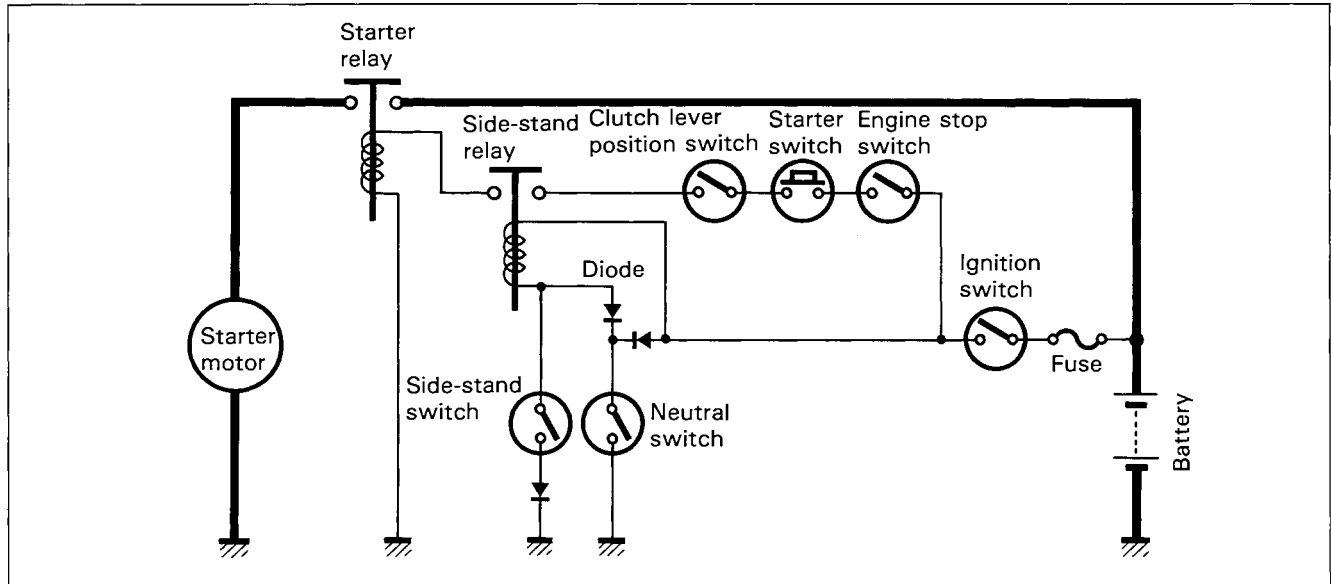 Starter
relay
Side-stand
relay
Clutch lever
position switch
Starter
switch
Engine stop
switch
Diode
Ignition
switch
Starter
motor
Fuse
Side-stand
switch
Neutral
switch
Battery